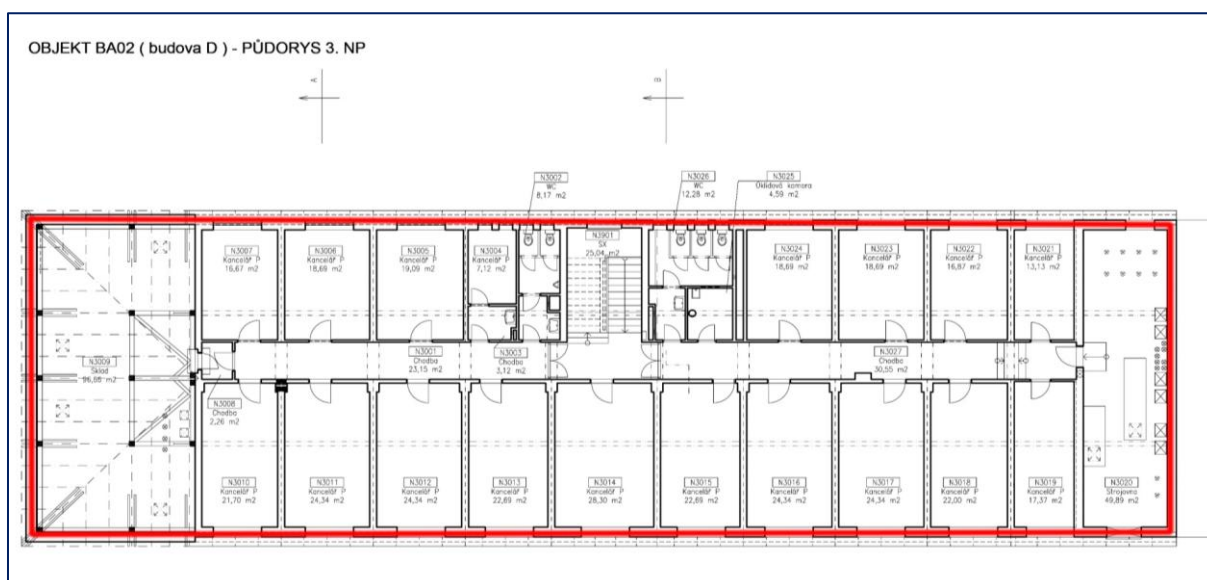 OBJEKT BA02 ( budova D ) - PŮDORYS 3. NP
A
B
N3002
WC
8,17 m2
N3026
WC
12,28 m2
N3025
Úklidová komora
4,59 m2
N3007
Kancelář P
16,67 m2
N3006
Kancelář P
18,69 m2
N3005
Kancelář P
19,09 m2
N3004
Kancelář P
7,12 m2
N3901
SX
25,04 m2
N3024
Kancelář P
18,69 m2
N3023
Kancelář P
18,69 m2
N3022
Kancelář P
16,87 m2
N3021
Kancelář P
13,13 m2
N3009
Sklad
96,66 m2
N3001
Chodba
23,15 m2
N3003
Chodba
3,12 m2
N3027
Chodba
30,55 m2
N3008
Chodba
2,26 m2
N3010
Kancelář P
21,70 m2
N3011
Kancelář P
24,34 m2
N3012
Kancelář P
24,34 m2
N3013
Kancelář P
22,69 m2
N3014
Kancelář P
28,30 m2
N3015
Kancelář P
22,69 m2
N3016
Kancelář P
24,34 m2
N3017
Kancelář P
24,34 m2
N3018
Kancelář P
22,00 m2
N3019
Kancelář P
17,37 m2
N3020
Strojovna
49,89 m2